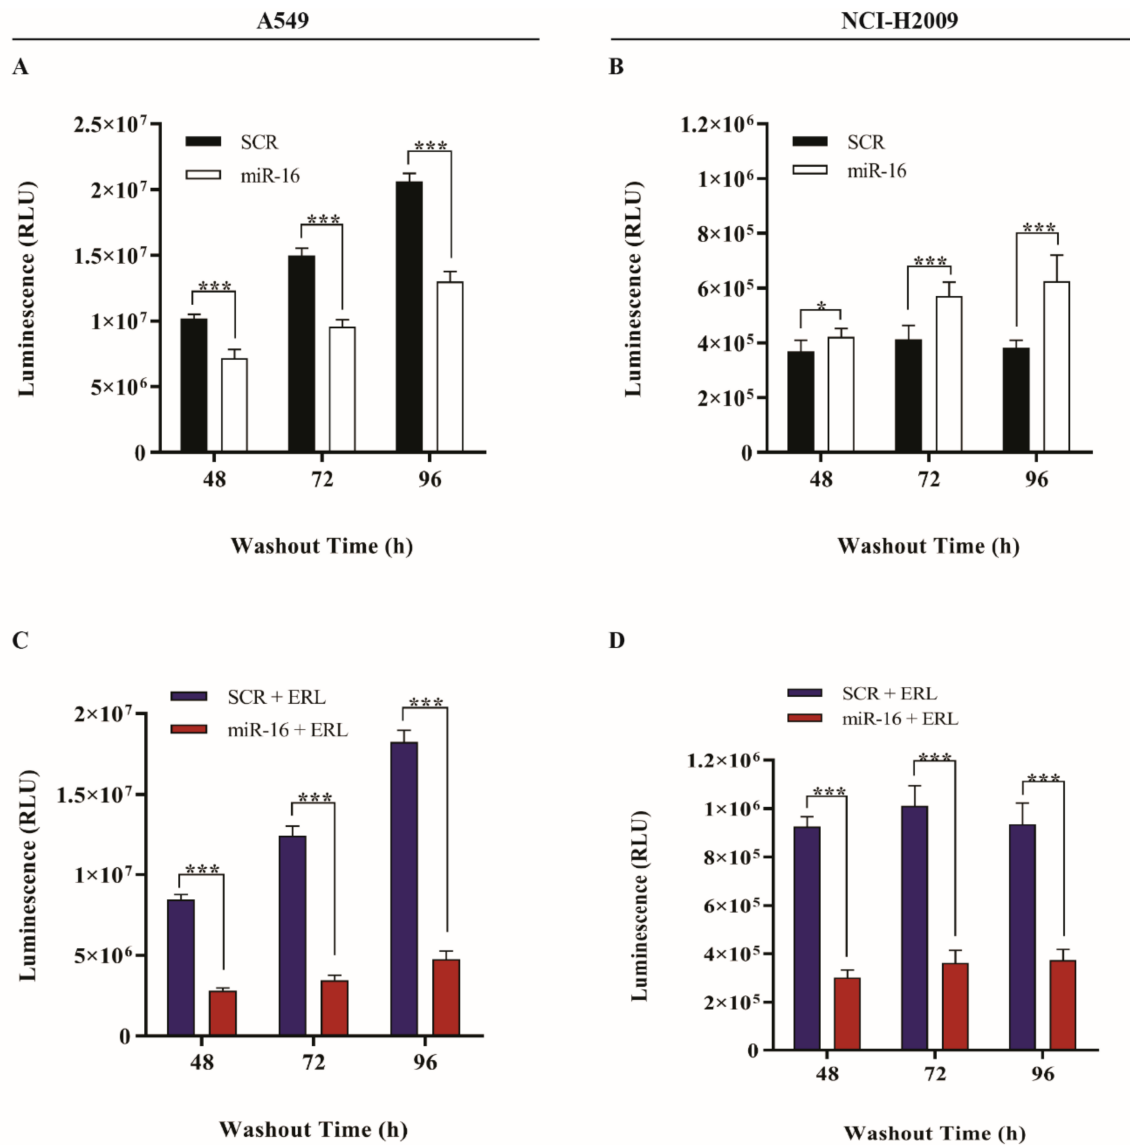 A549
NCI-H2009
A
B
2.5×10⁷
2×10⁷
1.5×10⁷
1×10⁷
5×10⁶
0
Luminescence (RLU)
SCR
miR-16
***
***
***
48 72 96
Washout Time (h)
1.2×10⁶
1×10⁶
8×10⁵
6×10⁵
4×10⁵
2×10⁵
0
Luminescence (RLU)
SCR
miR-16
*
***
***
48 72 96
Washout Time (h)
C
D
2×10⁷
1.5×10⁷
1×10⁷
5×10⁶
0
Luminescence (RLU)
SCR + ERL
miR-16 + ERL
***
***
***
48 72 96
Washout Time (h)
1.2×10⁶
1×10⁶
8×10⁵
6×10⁵
4×10⁵
2×10⁵
0
Luminescence (RLU)
SCR + ERL
miR-16 + ERL
***
***
***
48 72 96
Washout Time (h)